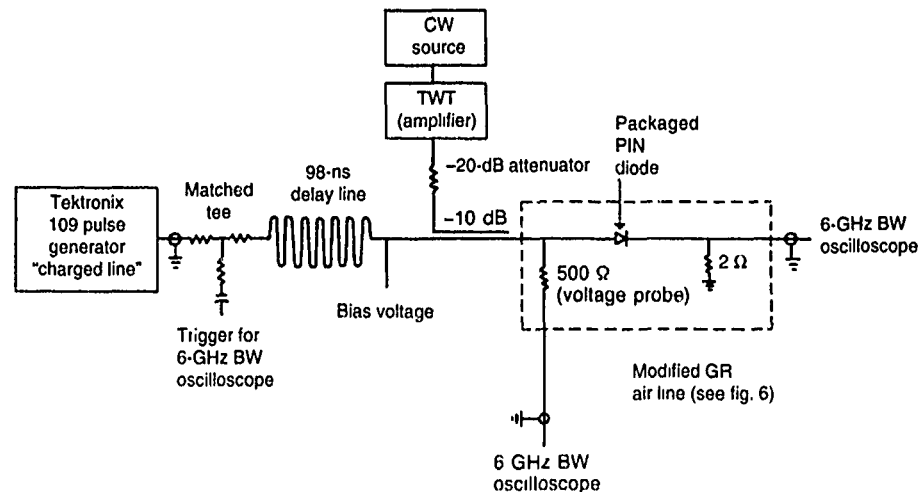 CW
source
TWT
(amplifier)
Packaged
PIN
diode
-20-dB attenuator
98-ns
delay line
Matched
tee
Tektronix
109 pulse
generator
"charged line"
-10 dB
6-GHz BW
oscilloscope
500 Ω
(voltage probe)
2 Ω
Bias voltage
Trigger for
6-GHz BW
oscilloscope
Modified GR
air line (see fig. 6)
6 GHz BW
oscilloscope